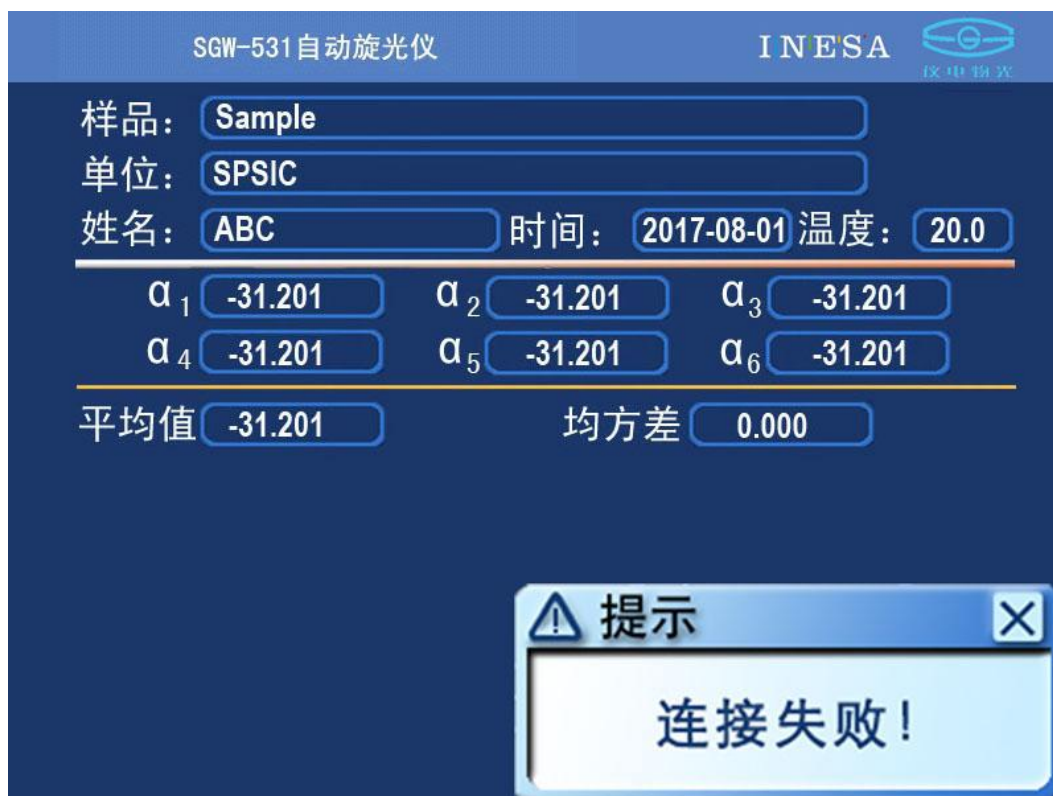 SGW-531自动旋光仪 INESA
仪电物光
样品： Sample
单位： SPSIC
姓名： ABC 时间： 2017-08-01 温度： 20.0
α1 -31.201 α2 -31.201 α3 -31.201
α4 -31.201 α5 -31.201 α6 -31.201
平均值 -31.201 均方差 0.000
提示
连接失败！